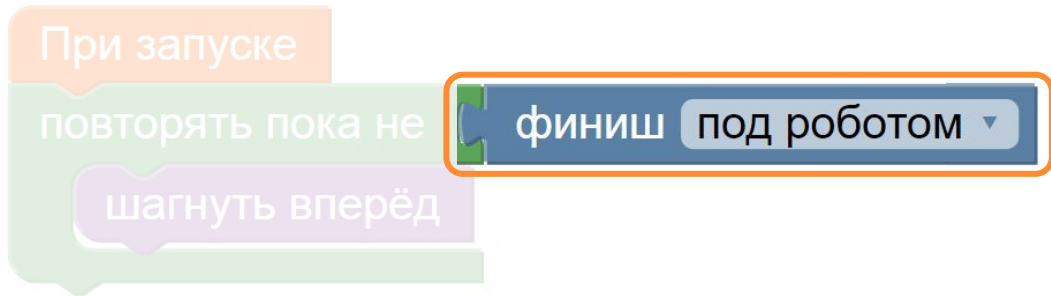 При запуске
повторять пока не финиш под роботом
шагнуть вперёд